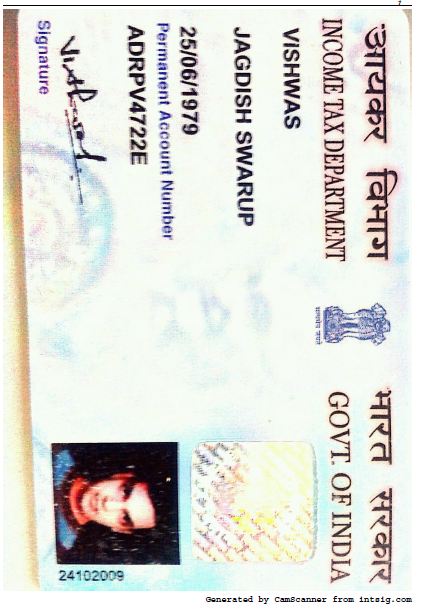 आयकर विभाग
INCOME TAX DEPARTMENT
भारत सरकार
GOVT. OF INDIA
VISHWAS
JAGDISH SWARUP
25/06/1979
Permanent Account Number
ADRPV4722E
Signature
24102009
Generated by CamScanner from intsig.com